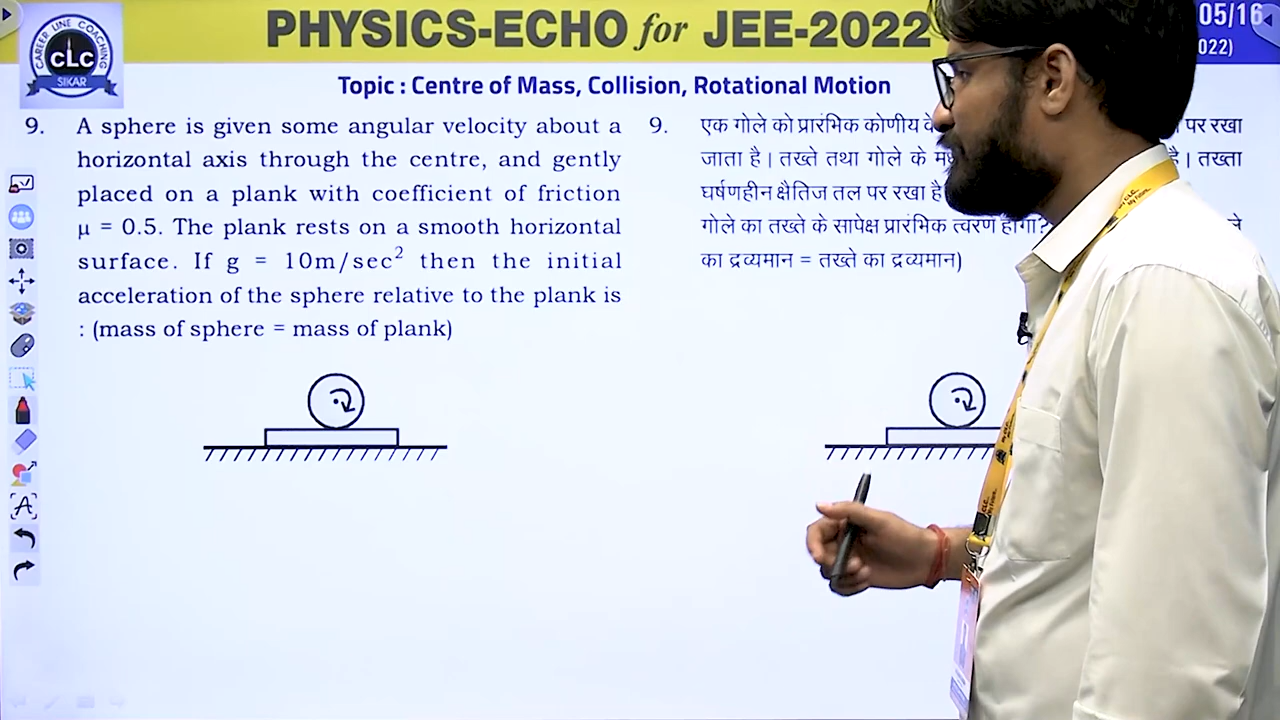 PHYSICS-ECHO for JEE-2022
05/16
022)
CAREER LINE COACHING
CLC
SIKAR
Topic : Centre of Mass, Collision, Rotational Motion
9. A sphere is given some angular velocity about a
horizontal axis through the centre, and gently
placed on a plank with coefficient of friction
μ = 0.5. The plank rests on a smooth horizontal
surface. If g = 10m/sec² then the initial
acceleration of the sphere relative to the plank is
: (mass of sphere = mass of plank)
9. एक गोले को प्रारंभिक कोणीय पर रखा
जाता है। तख्ते तथा गोले के है। तख्ता
घर्षणहीन क्षैतिज तल पर रखा है
गोले का तख्ते के सापेक्ष प्रारंभिक त्वरण होगा?
का द्रव्यमान = तख्ते का द्रव्यमान)